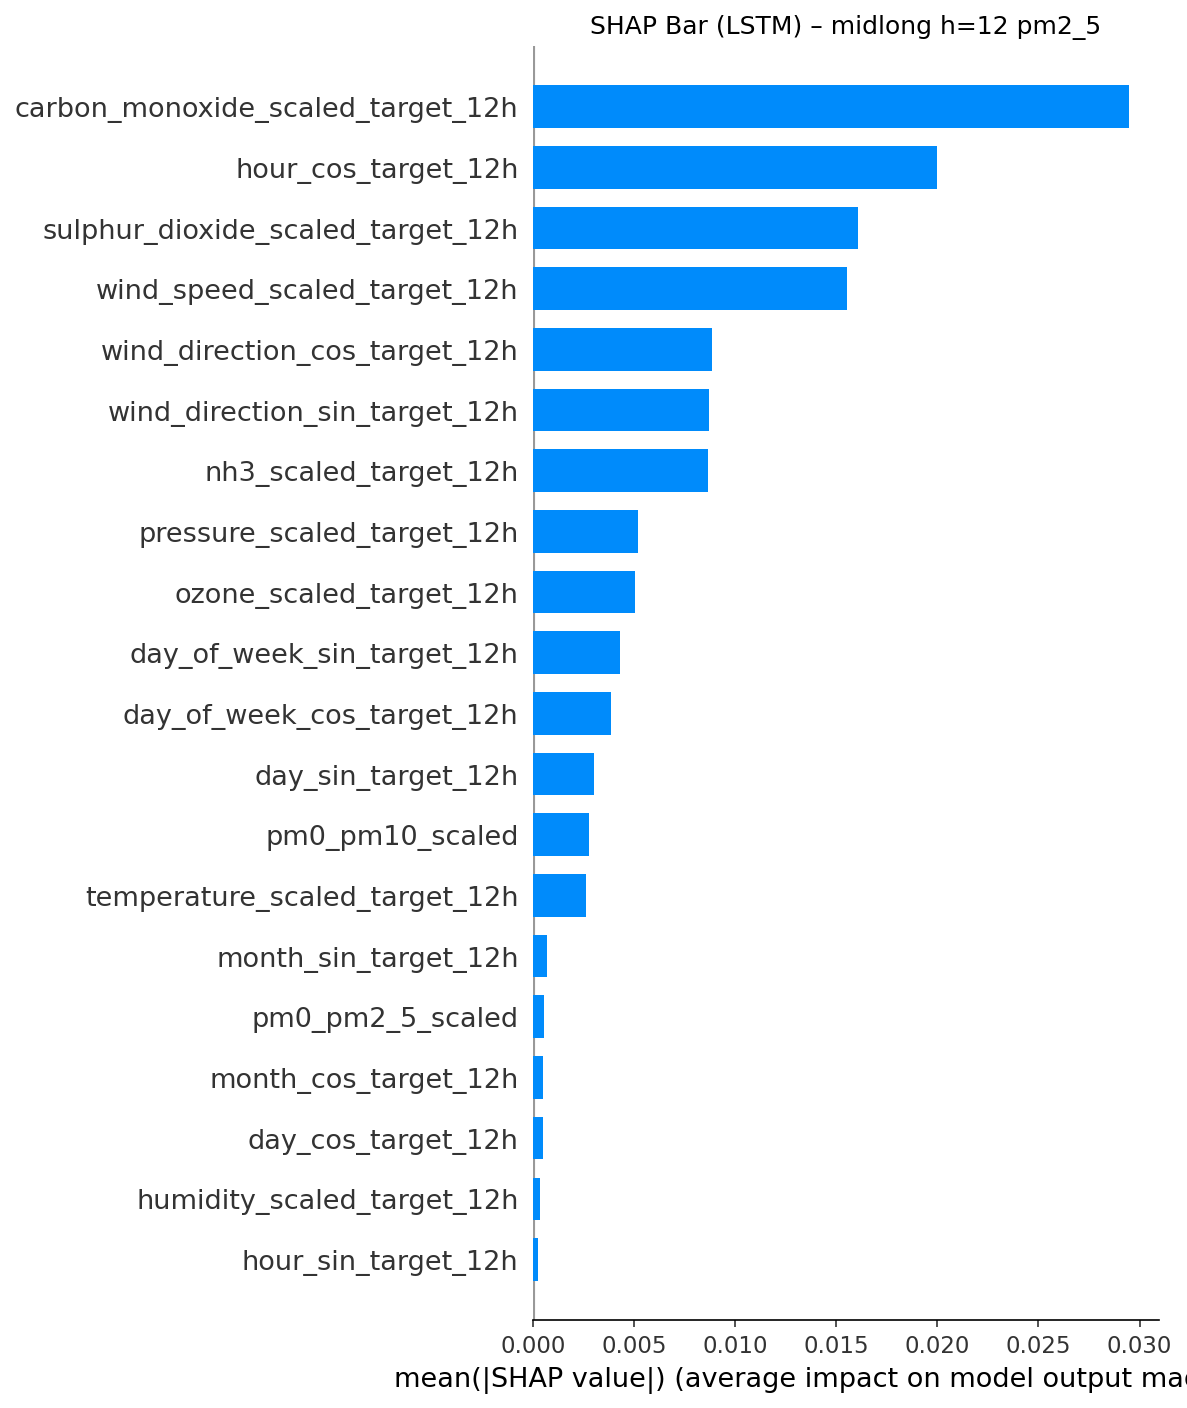 SHAP Bar (LSTM) – midlong h=12 pm2_5
carbon_monoxide_scaled_target_12h
hour_cos_target_12h
sulphur_dioxide_scaled_target_12h
wind_speed_scaled_target_12h
wind_direction_cos_target_12h
wind_direction_sin_target_12h
nh3_scaled_target_12h
pressure_scaled_target_12h
ozone_scaled_target_12h
day_of_week_sin_target_12h
day_of_week_cos_target_12h
day_sin_target_12h
pm0_pm10_scaled
temperature_scaled_target_12h
month_sin_target_12h
pm0_pm2_5_scaled
month_cos_target_12h
day_cos_target_12h
humidity_scaled_target_12h
hour_sin_target_12h
0.000 0.005 0.010 0.015 0.020 0.025 0.030
mean(|SHAP value|) (average impact on model output